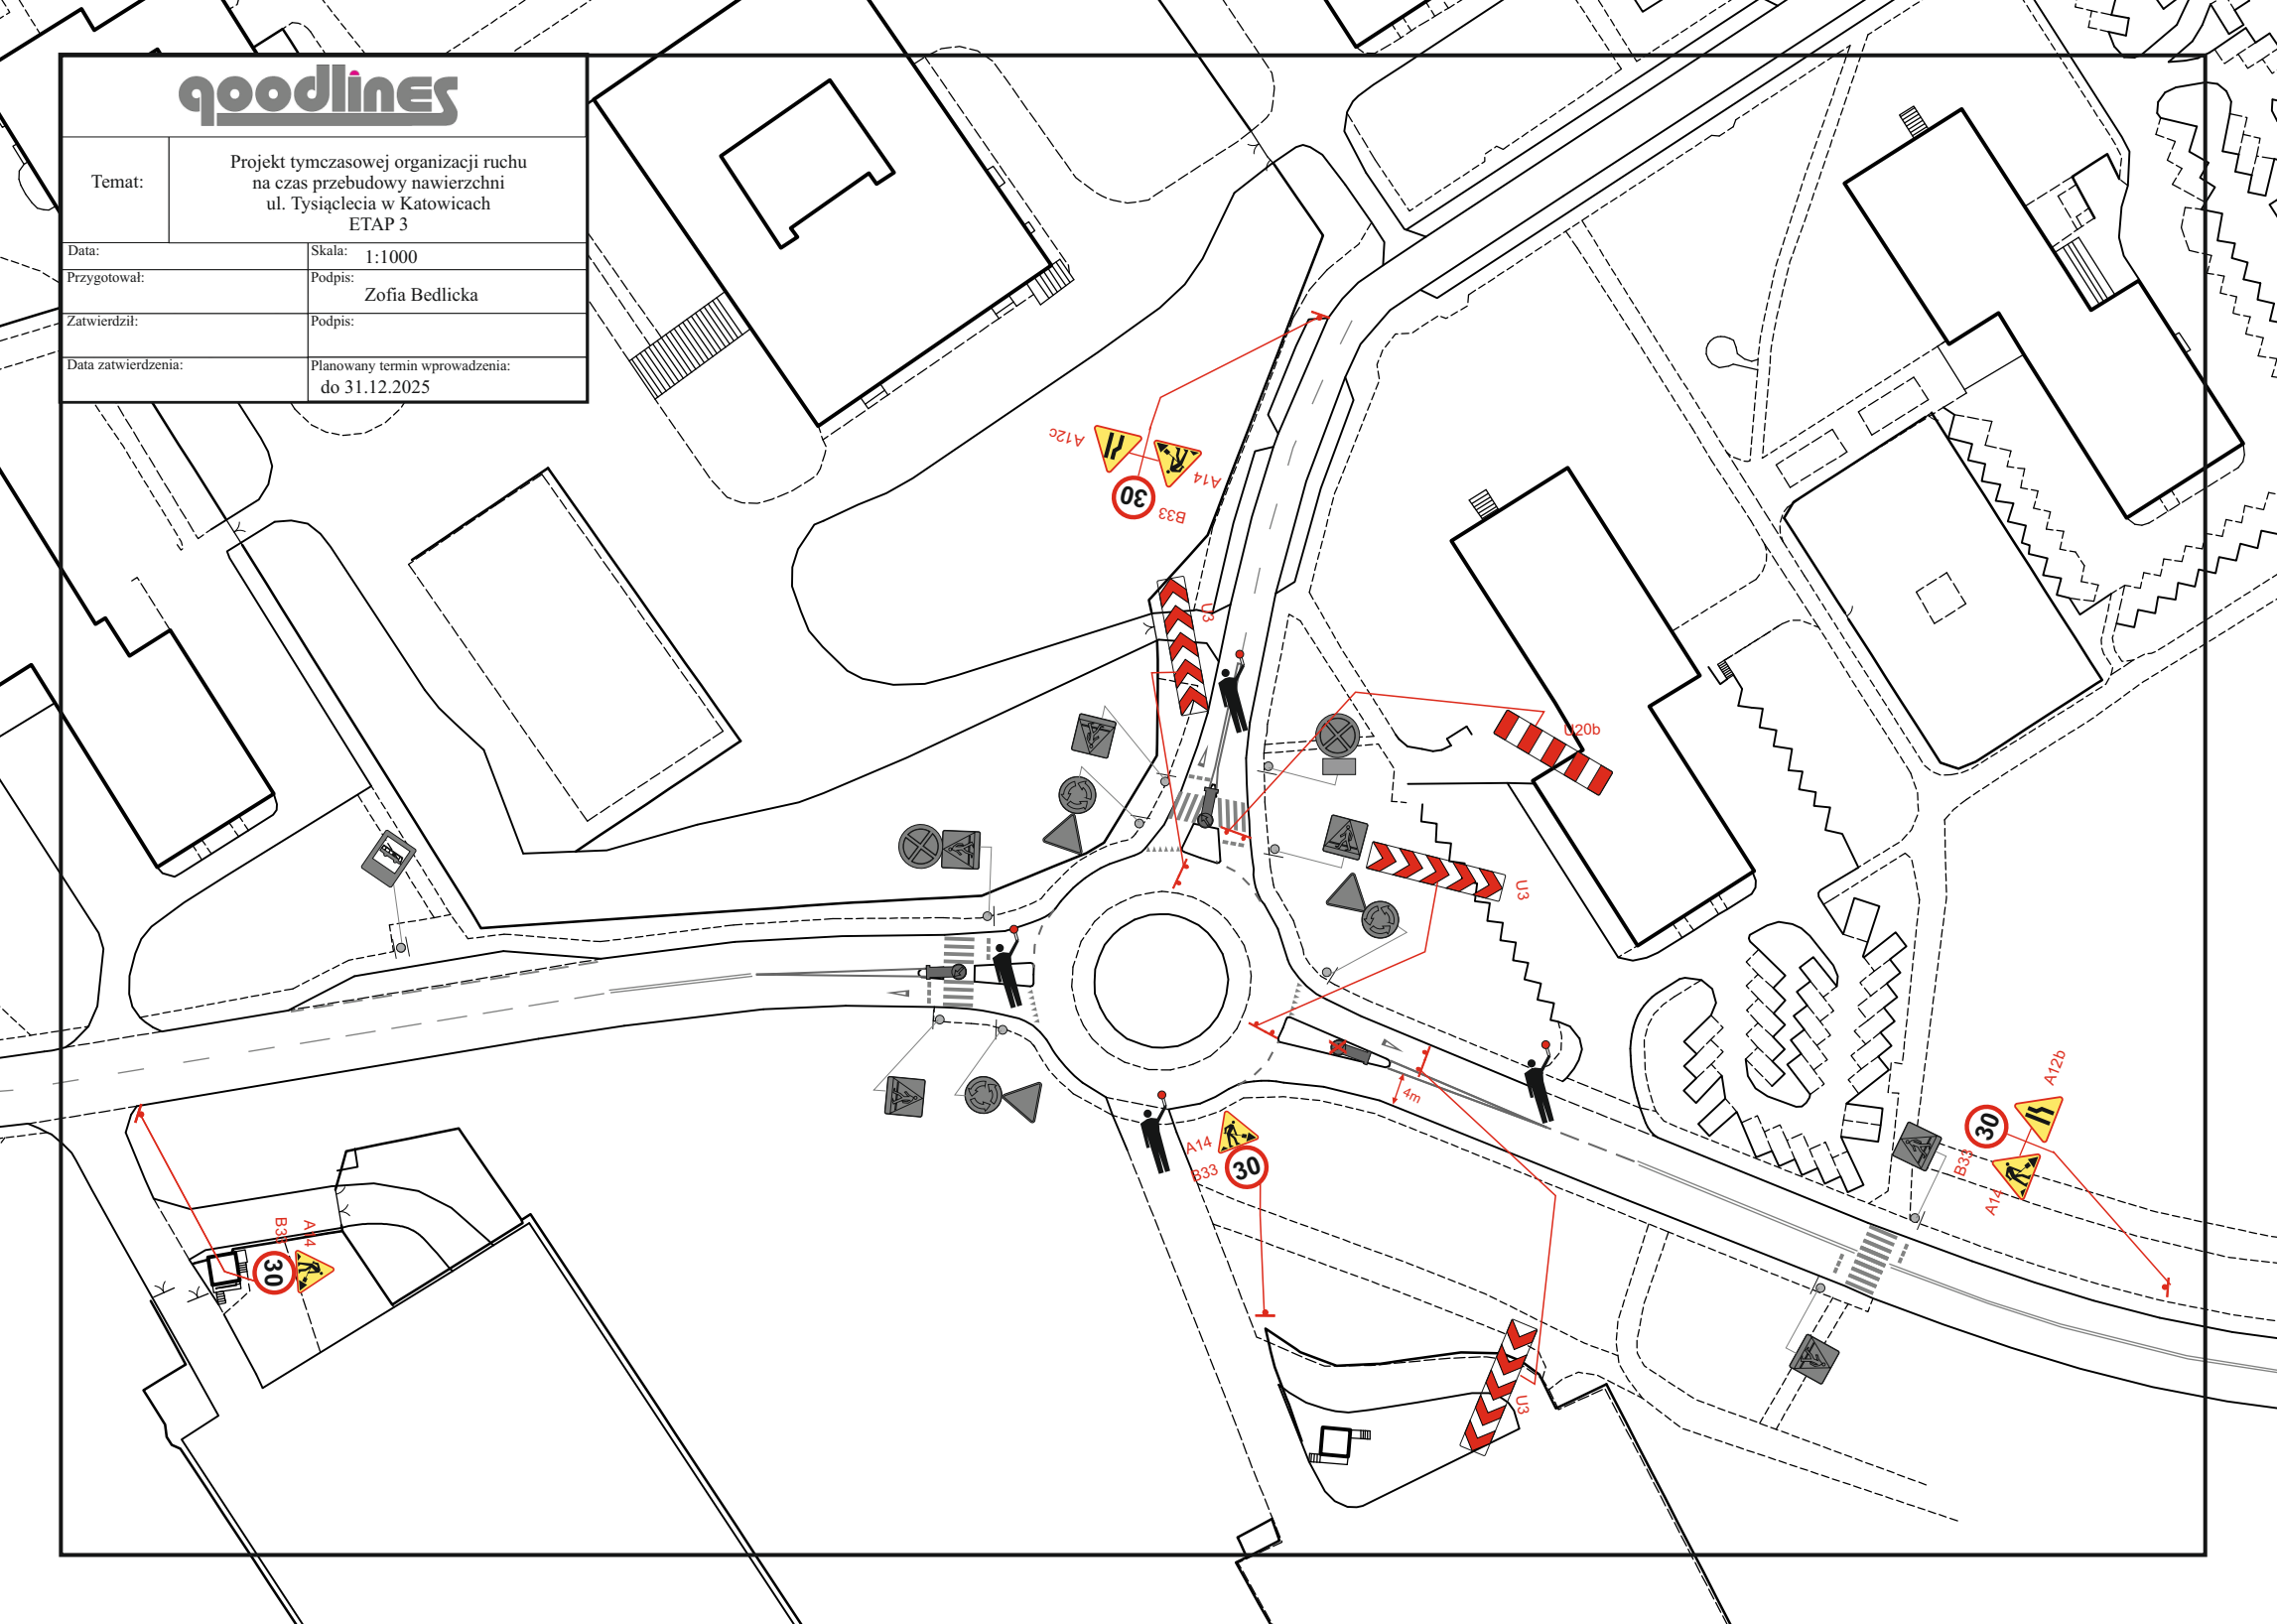 goodlines
Temat:
Projekt tymczasowej organizacji ruchu
na czas przebudowy nawierzchni
ul. Tysiąclecia w Katowicach
ETAP 3
Data:
Skala: 1:1000
Przygotował:
Podpis:
Zofia Bedlicka
Zatwierdził:
Podpis:
Data zatwierdzenia:
Planowany termin wprowadzenia:
do 31.12.2025
A12c
A14
30
B33
U3
U20b
U3
4m
A14
B33
30
A12b
30
B33
A14
B33
A14
30
U3